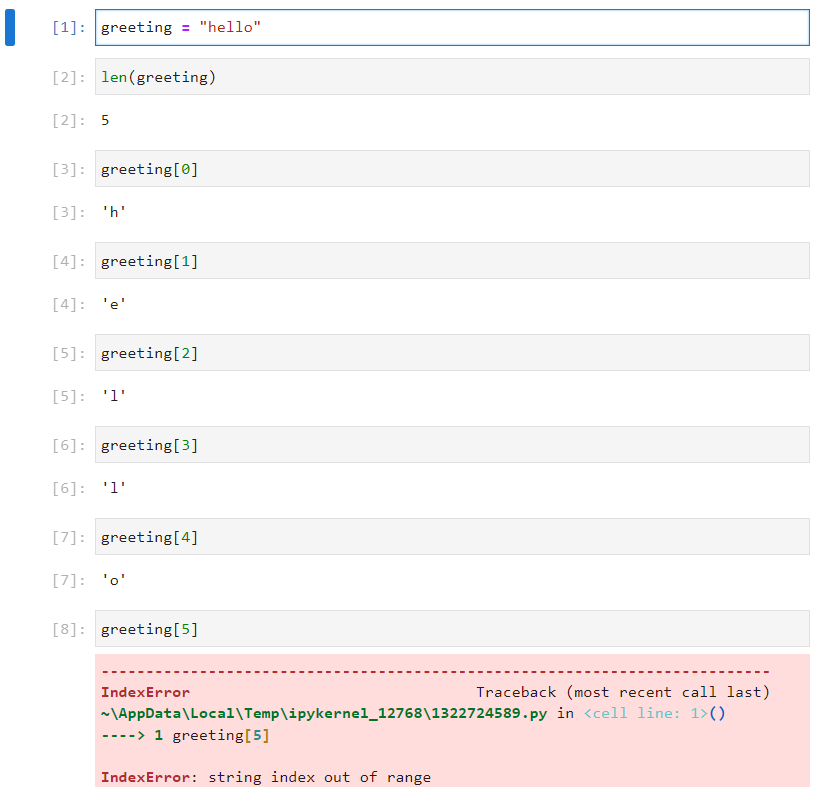 [1]: greeting = "hello"
[2]: len(greeting)
[2]: 5
[3]: greeting[0]
[3]: 'h'
[4]: greeting[1]
[4]: 'e'
[5]: greeting[2]
[5]: 'l'
[6]: greeting[3]
[6]: 'l'
[7]: greeting[4]
[7]: 'o'
[8]: greeting[5]
---------------------------------------------------------------------------
IndexError                                Traceback (most recent call last)
~\AppData\Local\Temp\ipykernel_12768\1322724589.py in <cell line: 1>()
----> 1 greeting[5]
IndexError: string index out of range